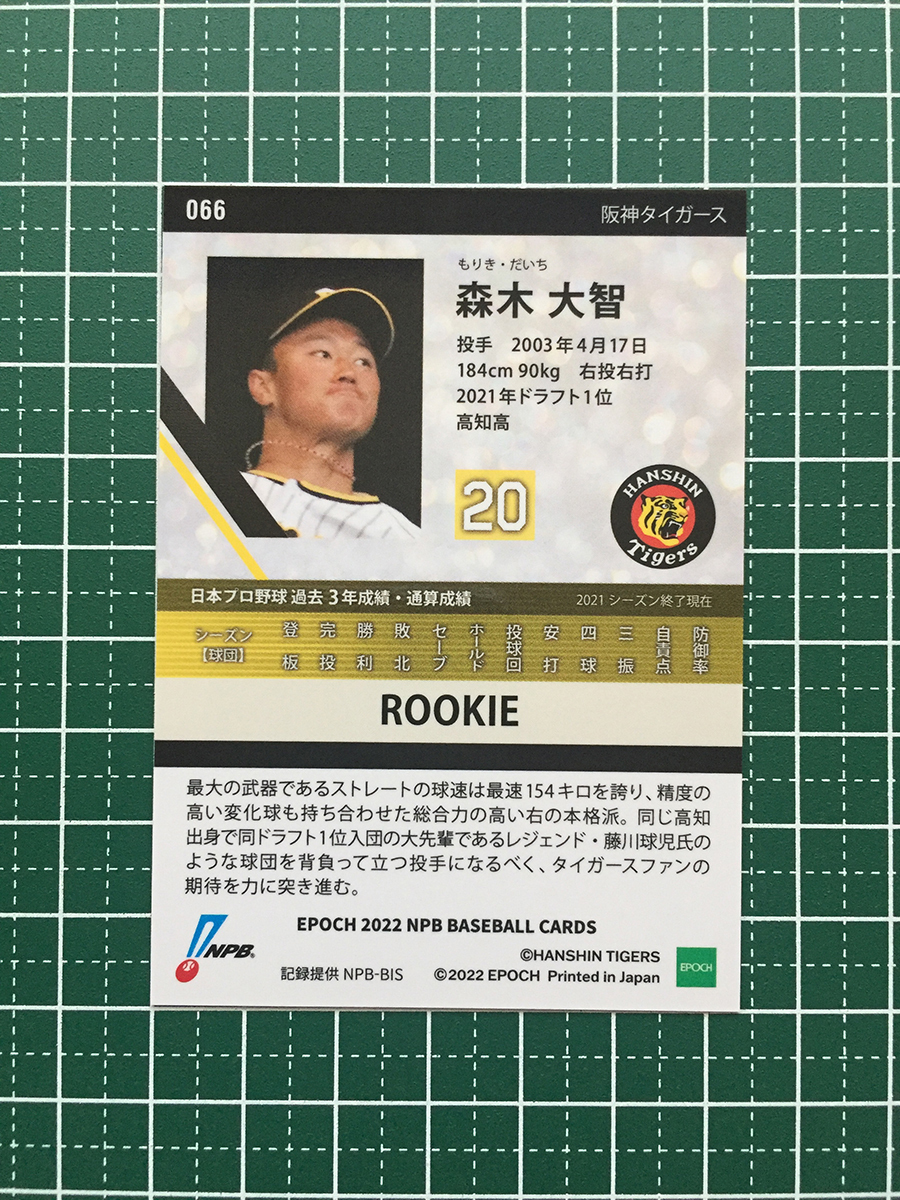 066
阪神タイガース
もりき・だいち
森木 大智
投手 2003年4月17日
184cm 90kg 右投右打
2021年ドラフト1位
高知高
20
HANSHIN
Tigers
日本プロ野球 過去3年成績・通算成績
2021 シーズン終了現在
シーズン【球団】 登板 完投 勝利 敗北 セーブ ホールド 投球回 安打 四球 三振 自責点 防御率
ROOKIE
最大の武器であるストレートの球速は最速154キロを誇り、精度の
高い変化球も持ち合わせた総合力の高い右の本格派。同じ高知
出身で同ドラフト1位入団の大先輩であるレジェンド・藤川球児氏の
ような球団を背負って立つ投手になるべく、タイガースファンの
期待を力に突き進む。
NPB
EPOCH 2022 NPB BASEBALL CARDS
©HANSHIN TIGERS
記録提供 NPB-BIS ©2022 EPOCH Printed in Japan
EPOCH